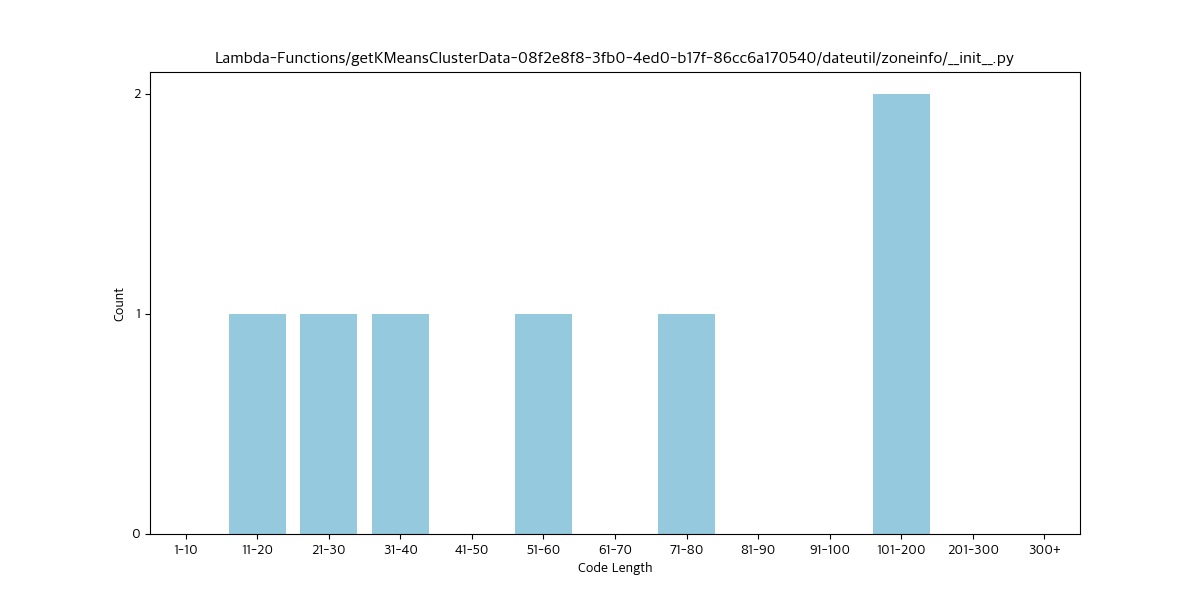 Lambda-Functions/getKMeansClusterData-08f2e8f8-3fb0-4ed0-b17f-86cc6a170540/dateutil/zoneinfo/__init__.py
2
1
0
Count
1-10 11-20 21-30 31-40 41-50 51-60 61-70 71-80 81-90 91-100 101-200 201-300 300+
Code Length